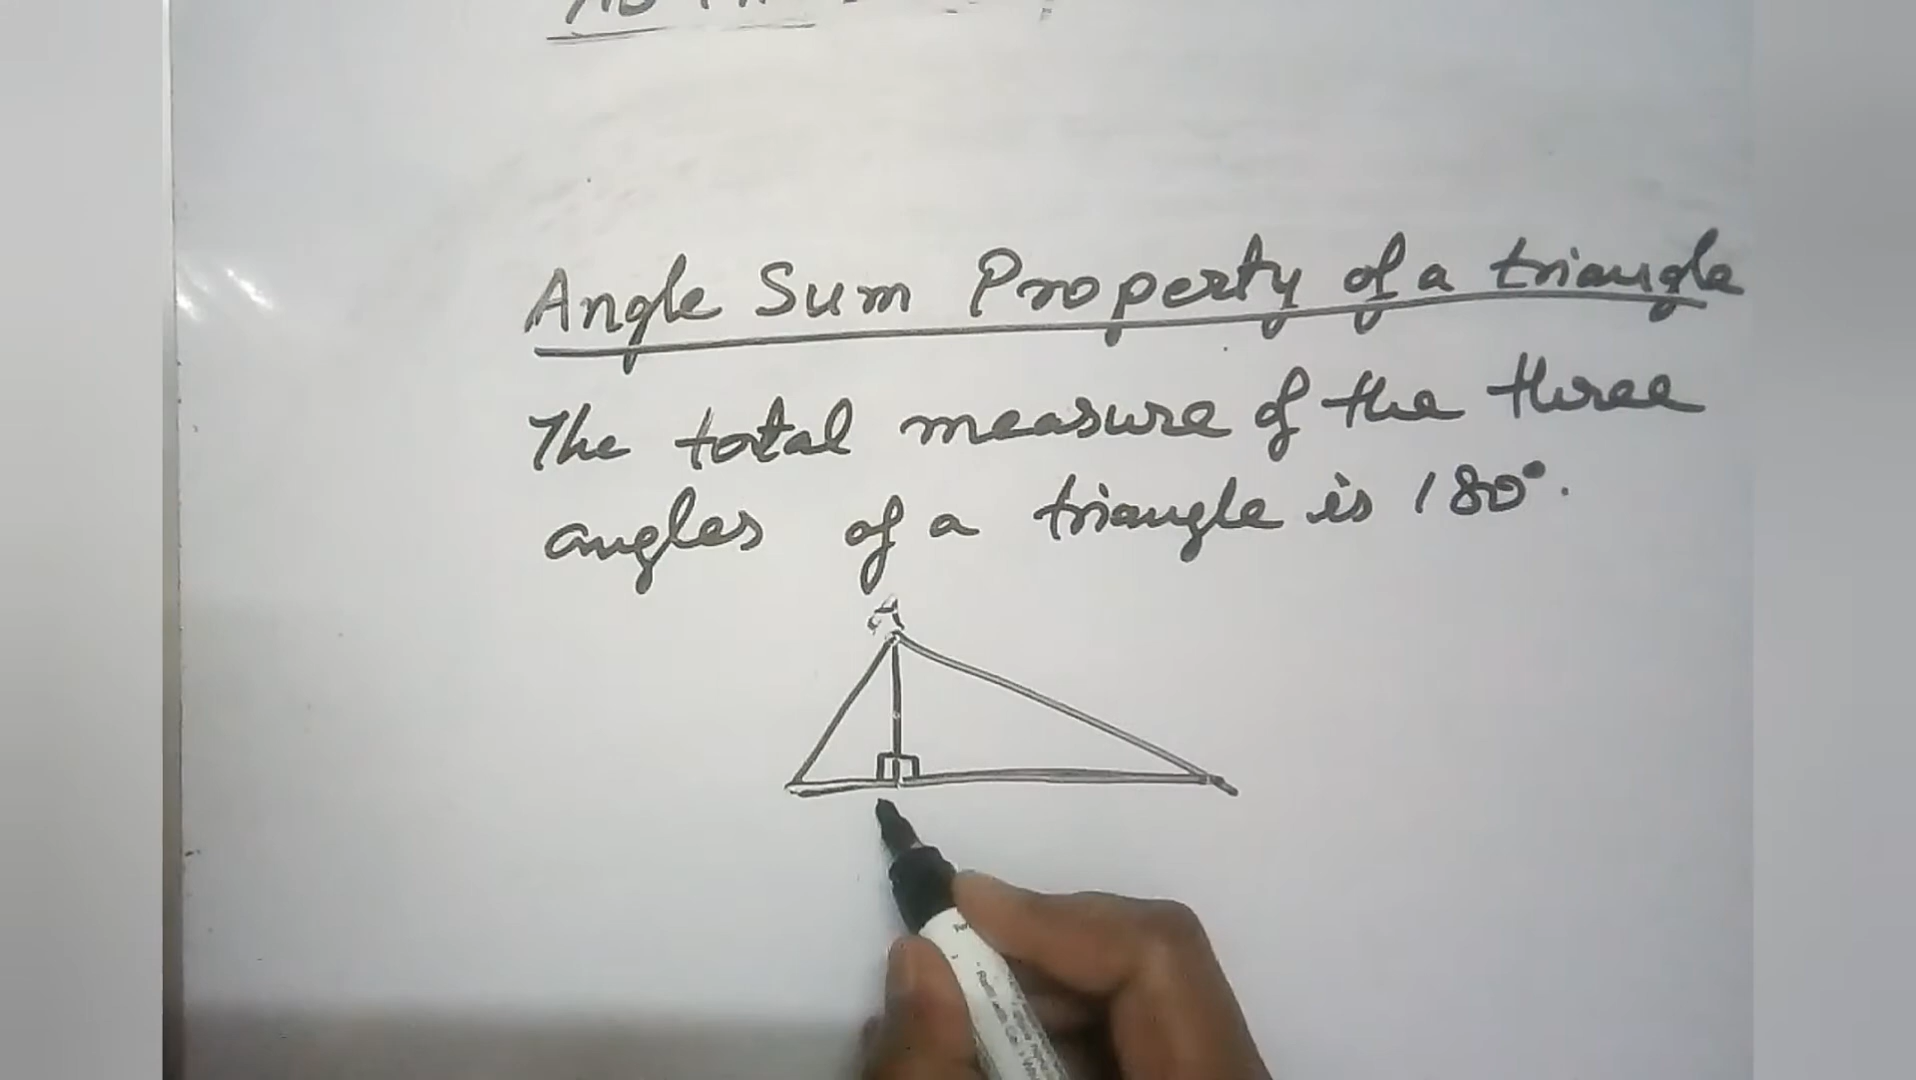 Angle Sum Property of a triangle
The total measure of the three
angles of a triangle is 180°.
A